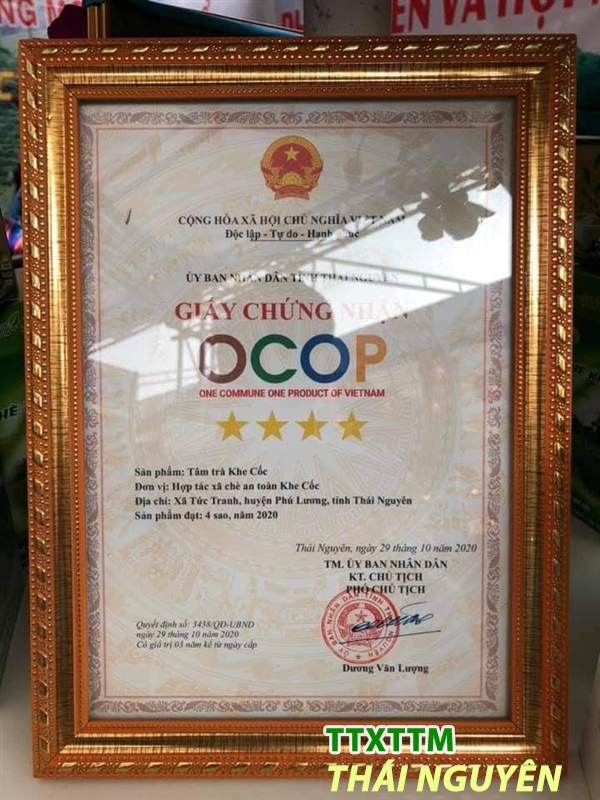 CỘNG HÒA XÃ HỘI CHỦ NGHĨA VIỆT NAM
Độc lập - Tự do - Hạnh phúc
ỦY BAN NHÂN DÂN TỈNH THÁI NGUYÊN
GIẤY CHỨNG NHẬN
OCOP
ONE COMMUNE ONE PRODUCT OF VIETNAM
Sản phẩm: Tâm trà Khe Cốc
Đơn vị: Hợp tác xã chè an toàn Khe Cốc
Địa chỉ: Xã Tức Tranh, huyện Phú Lương, tỉnh Thái Nguyên
Sản phẩm đạt: 4 sao, năm 2020
Thái Nguyên, ngày 29 tháng 10 năm 2020
TM. ỦY BAN NHÂN DÂN
KT. CHỦ TỊCH
PHÓ CHỦ TỊCH
Quyết định số: 3438/QĐ-UBND
ngày 29 tháng 10 năm 2020
Có giá trị 03 năm kể từ ngày cấp
Dương Văn Lượng
TTXTTM
THÁI NGUYÊN